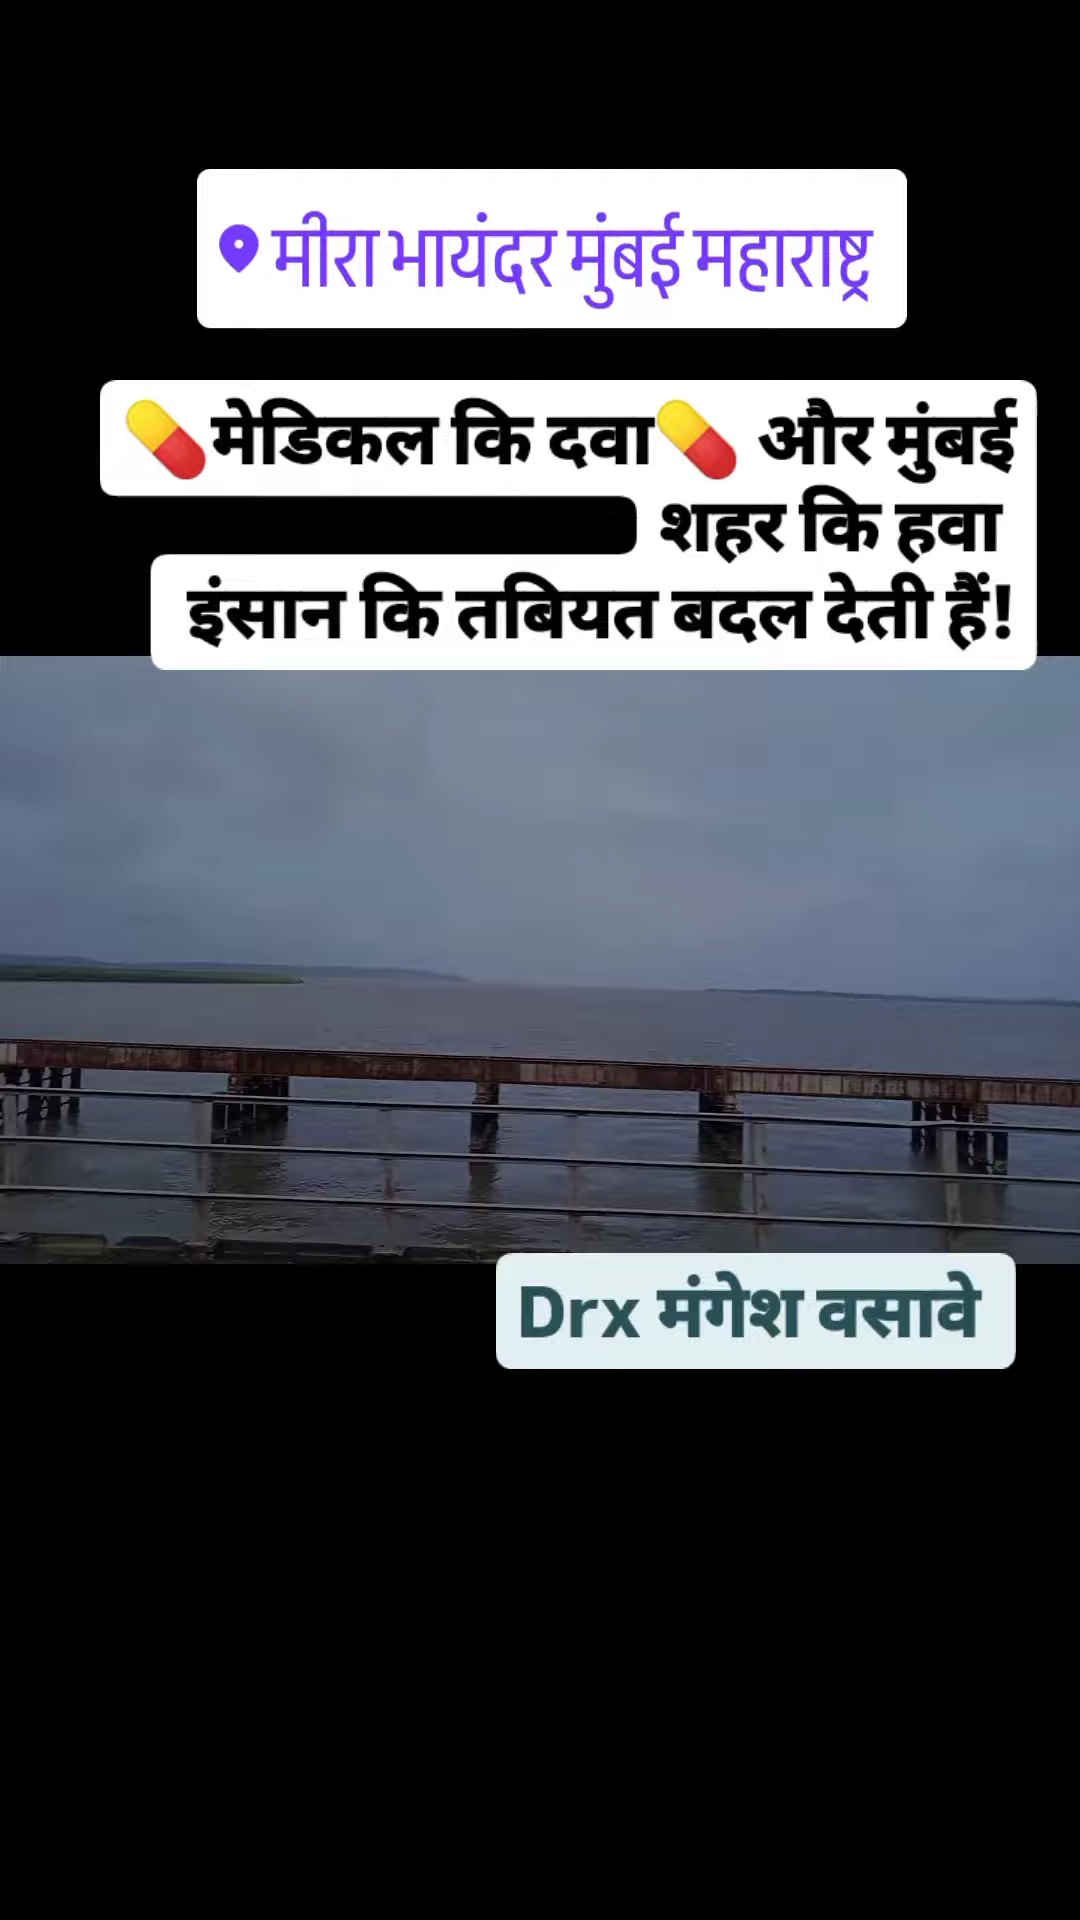 मीरा भायंदर मुंबई महाराष्ट्र
💊मेडिकल कि दवा💊 और मुंबई
शहर कि हवा
इंसान कि तबियत बदल देती हैं!
Drx मंगेश वसावे